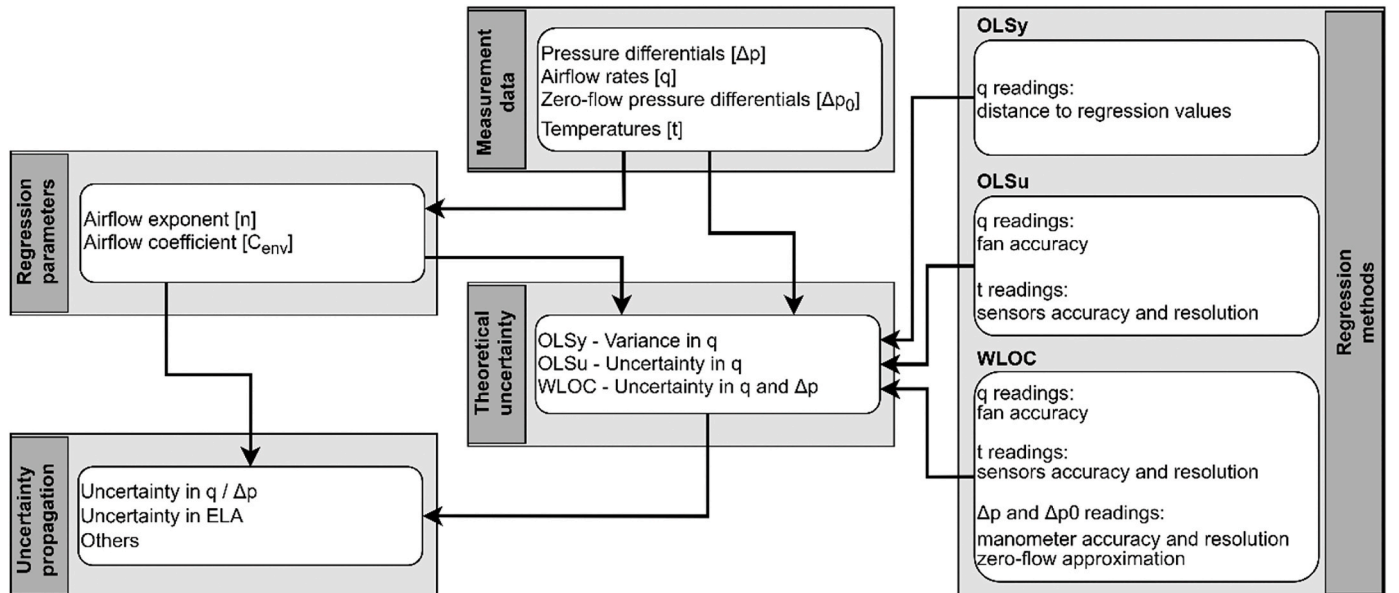 Measurement
data
Pressure differentials [Δp]
Airflow rates [q]
Zero-flow pressure differentials [Δp₀]
Temperatures [t]
Regression
parameters
Airflow exponent [n]
Airflow coefficient [Cₑₙᵥ]
Theoretical
uncertainty
OLSy - Variance in q
OLSu - Uncertainty in q
WLOC - Uncertainty in q and Δp
Uncertainty
propagation
Uncertainty in q / Δp
Uncertainty in ELA
Others
Regression
methods
OLSy
q readings:
distance to regression values
OLSu
q readings:
fan accuracy
t readings:
sensors accuracy and resolution
WLOC
q readings:
fan accuracy
t readings:
sensors accuracy and resolution
Δp and Δp0 readings:
manometer accuracy and resolution
zero-flow approximation